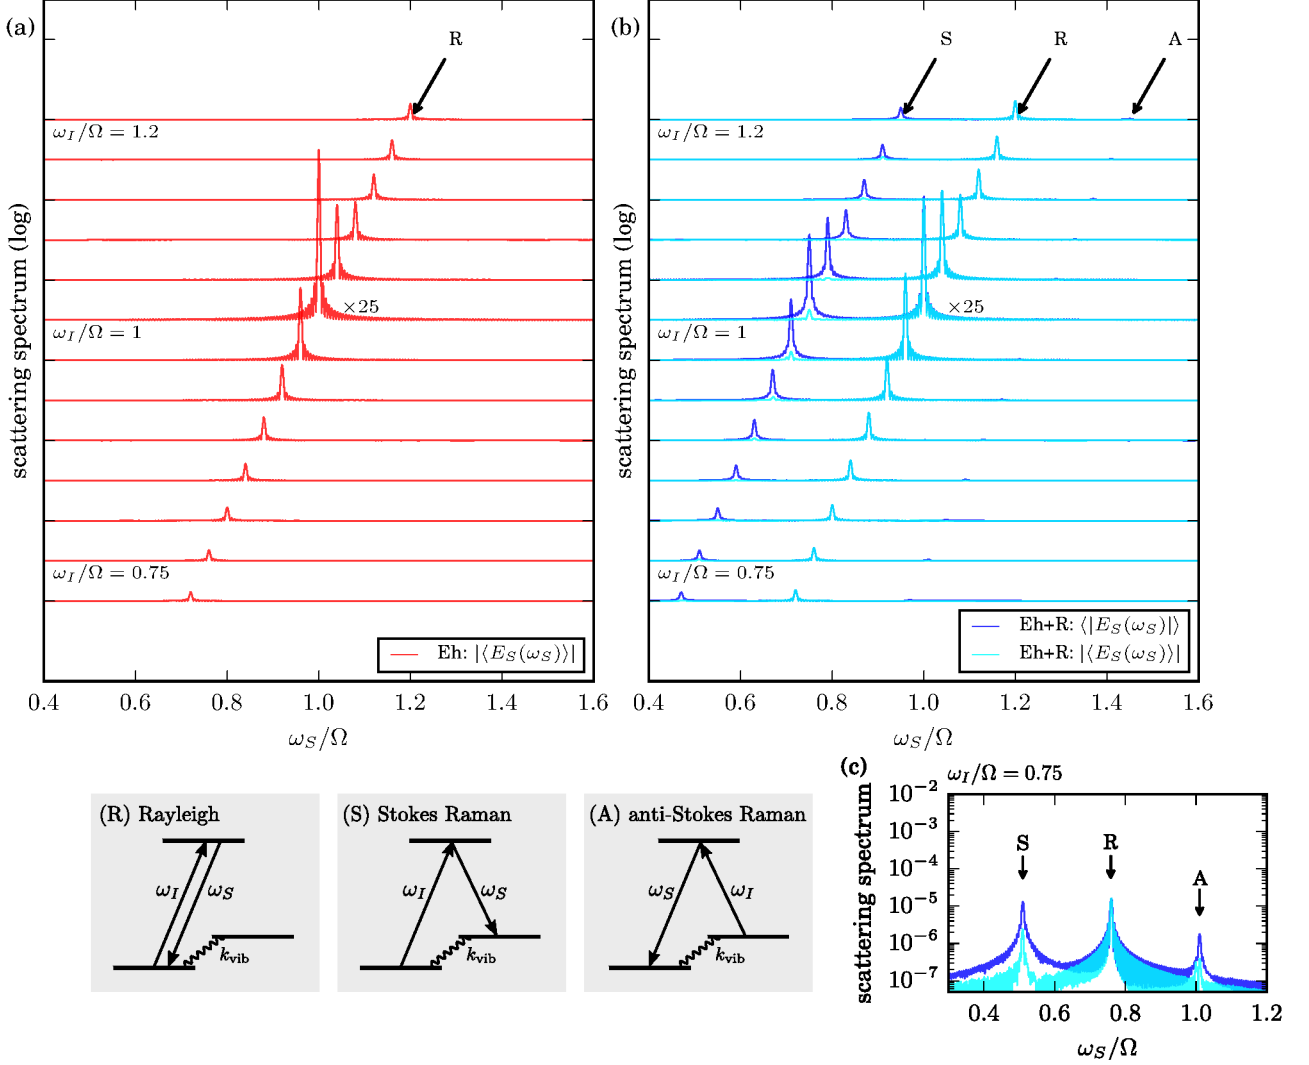 (a)
R
ω_I/Ω = 1.2
×25
ω_I/Ω = 1
ω_I/Ω = 0.75
Eh: |⟨E_S(ω_S)⟩|
scattering spectrum (log)
0.4 0.6 0.8 1.0 1.2 1.4 1.6
ω_S/Ω
(b)
S R A
ω_I/Ω = 1.2
×25
ω_I/Ω = 1
ω_I/Ω = 0.75
Eh+R: ⟨|E_S(ω_S)|⟩
Eh+R: |⟨E_S(ω_S)⟩|
scattering spectrum (log)
0.4 0.6 0.8 1.0 1.2 1.4 1.6
ω_S/Ω
(R) Rayleigh
ω_I ω_S
k_vib
(S) Stokes Raman
ω_I ω_S
k_vib
(A) anti-Stokes Raman
ω_S ω_I
k_vib
(c)
ω_I/Ω = 0.75
10⁻²
10⁻³
10⁻⁴
10⁻⁵
10⁻⁶
10⁻⁷
scattering spectrum
S R A
0.4 0.6 0.8 1.0 1.2
ω_S/Ω